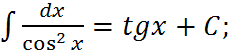 ∫ dx/cos² x = tgx + C;